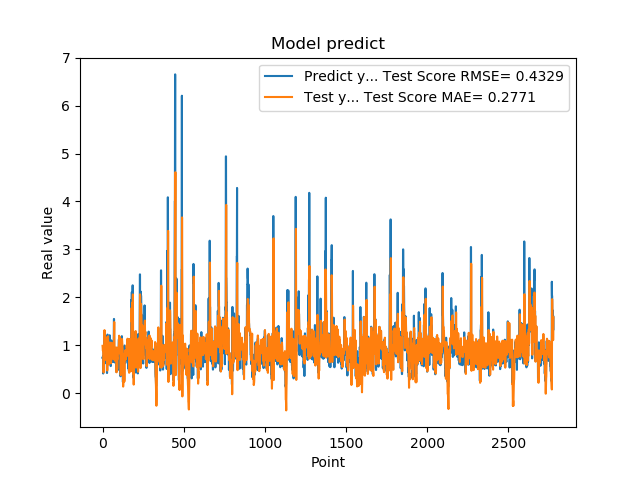 Model predict
Predict y... Test Score RMSE= 0.4329
Test y... Test Score MAE= 0.2771
Real value
7
6
5
4
3
2
1
0
0 500 1000 1500 2000 2500
Point